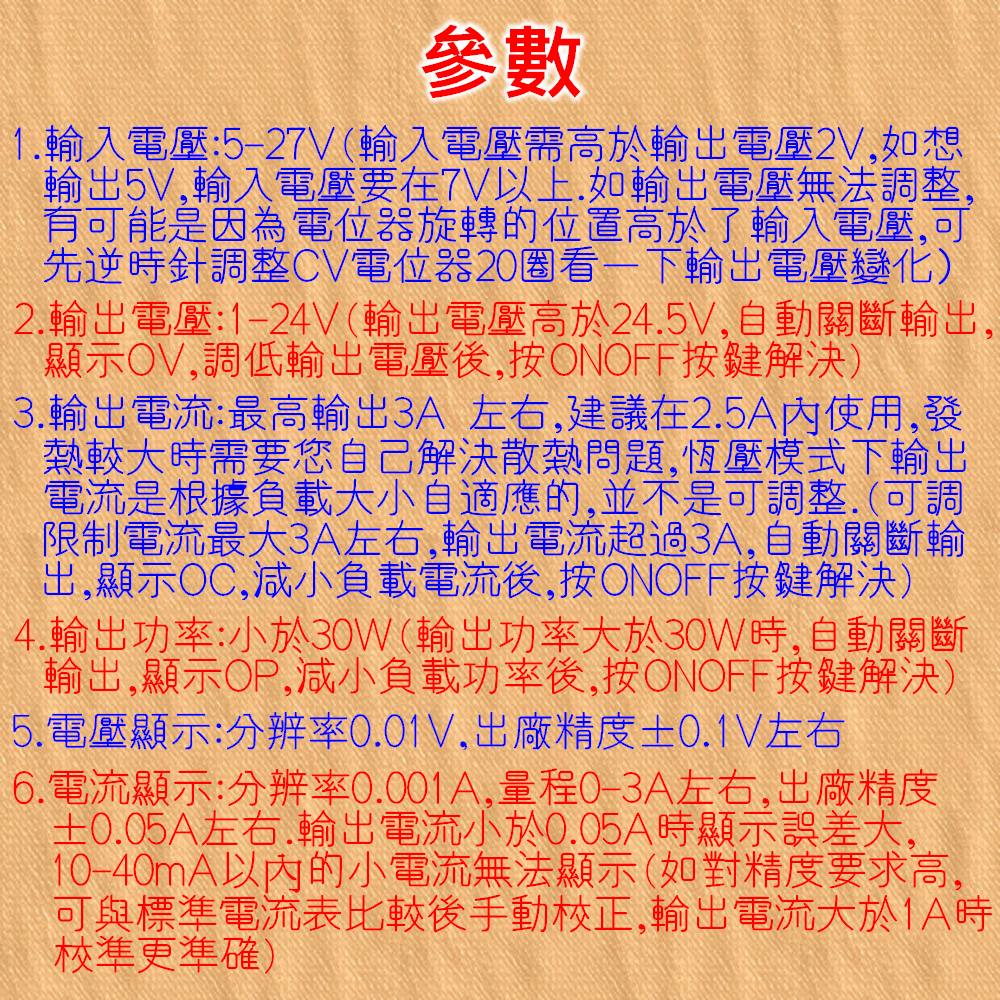 參數
1.輸入電壓:5-27V(輸入電壓需高於輸出電壓2V,如想
輸出5V,輸入電壓要在7V以上.如輸出電壓無法調整,
有可能是因為電位器旋轉的位置高於了輸入電壓,可
先逆時針調整CV電位器20圈看一下輸出電壓變化)
2.輸出電壓:1-24V(輸出電壓高於24.5V,自動關斷輸出,
顯示OV,調低輸出電壓後,按ONOFF按鍵解決)
3.輸出電流:最高輸出3A 左右,建議在2.5A內使用,發
熱較大時需要您自己解決散熱問題,恆壓模式下輸出
電流是根據負載大小自適應的,並不是可調整.(可調
限制電流最大3A左右,輸出電流超過3A,自動關斷輸
出,顯示OC,減小負載電流後,按ONOFF按鍵解決)
4.輸出功率:小於30W(輸出功率大於30W時,自動關斷
輸出,顯示OP,減小負載功率後,按ONOFF按鍵解決)
5.電壓顯示:分辨率0.01V,出廠精度±0.1V左右
6.電流顯示:分辨率0.001A,量程0-3A左右,出廠精度
±0.05A左右.輸出電流小於0.05A時顯示誤差大,
10-40mA以內的小電流無法顯示(如對精度要求高,
可與標準電流表比較後手動校正,輸出電流大於1A時
校準更準確)